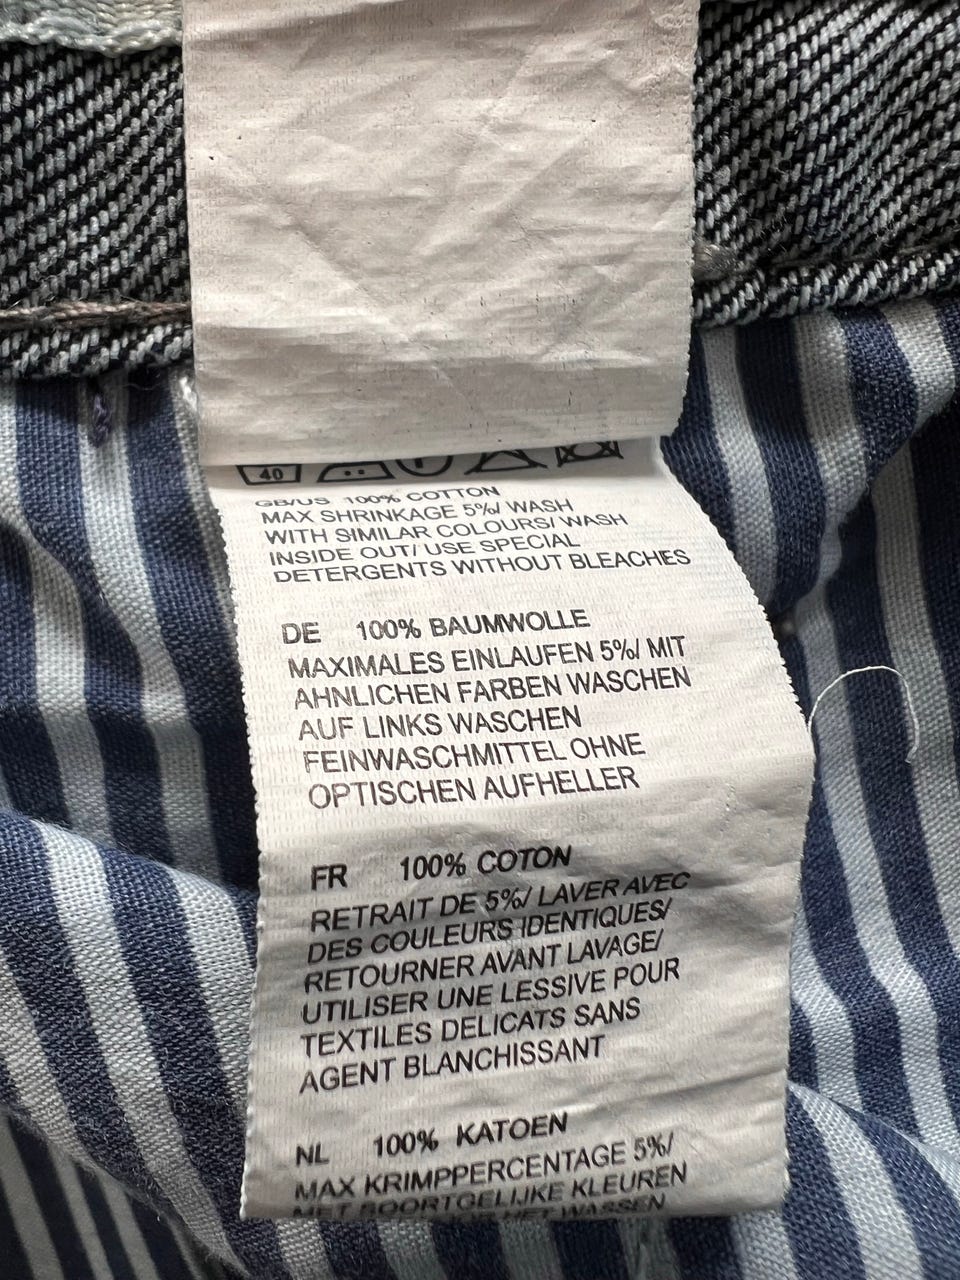 40
GB/US 100% COTTON
MAX SHRINKAGE 5%/ WASH
WITH SIMILAR COLOURS/ WASH
INSIDE OUT/ USE SPECIAL
DETERGENTS WITHOUT BLEACHES
DE 100% BAUMWOLLE
MAXIMALES EINLAUFEN 5%/ MIT
AHNLICHEN FARBEN WASCHEN
AUF LINKS WASCHEN
FEINWASCHMITTEL OHNE
OPTISCHEN AUFHELLER
FR 100% COTON
RETRAIT DE 5%/ LAVER AVEC
DES COULEURS IDENTIQUES/
RETOURNER AVANT LAVAGE/
UTILISER UNE LESSIVE POUR
TEXTILES DELICATS SANS
AGENT BLANCHISSANT
NL 100% KATOEN
MAX KRIMPPERCENTAGE 5%/
MET SOORTGELIJKE KLEUREN
HET WASSEN